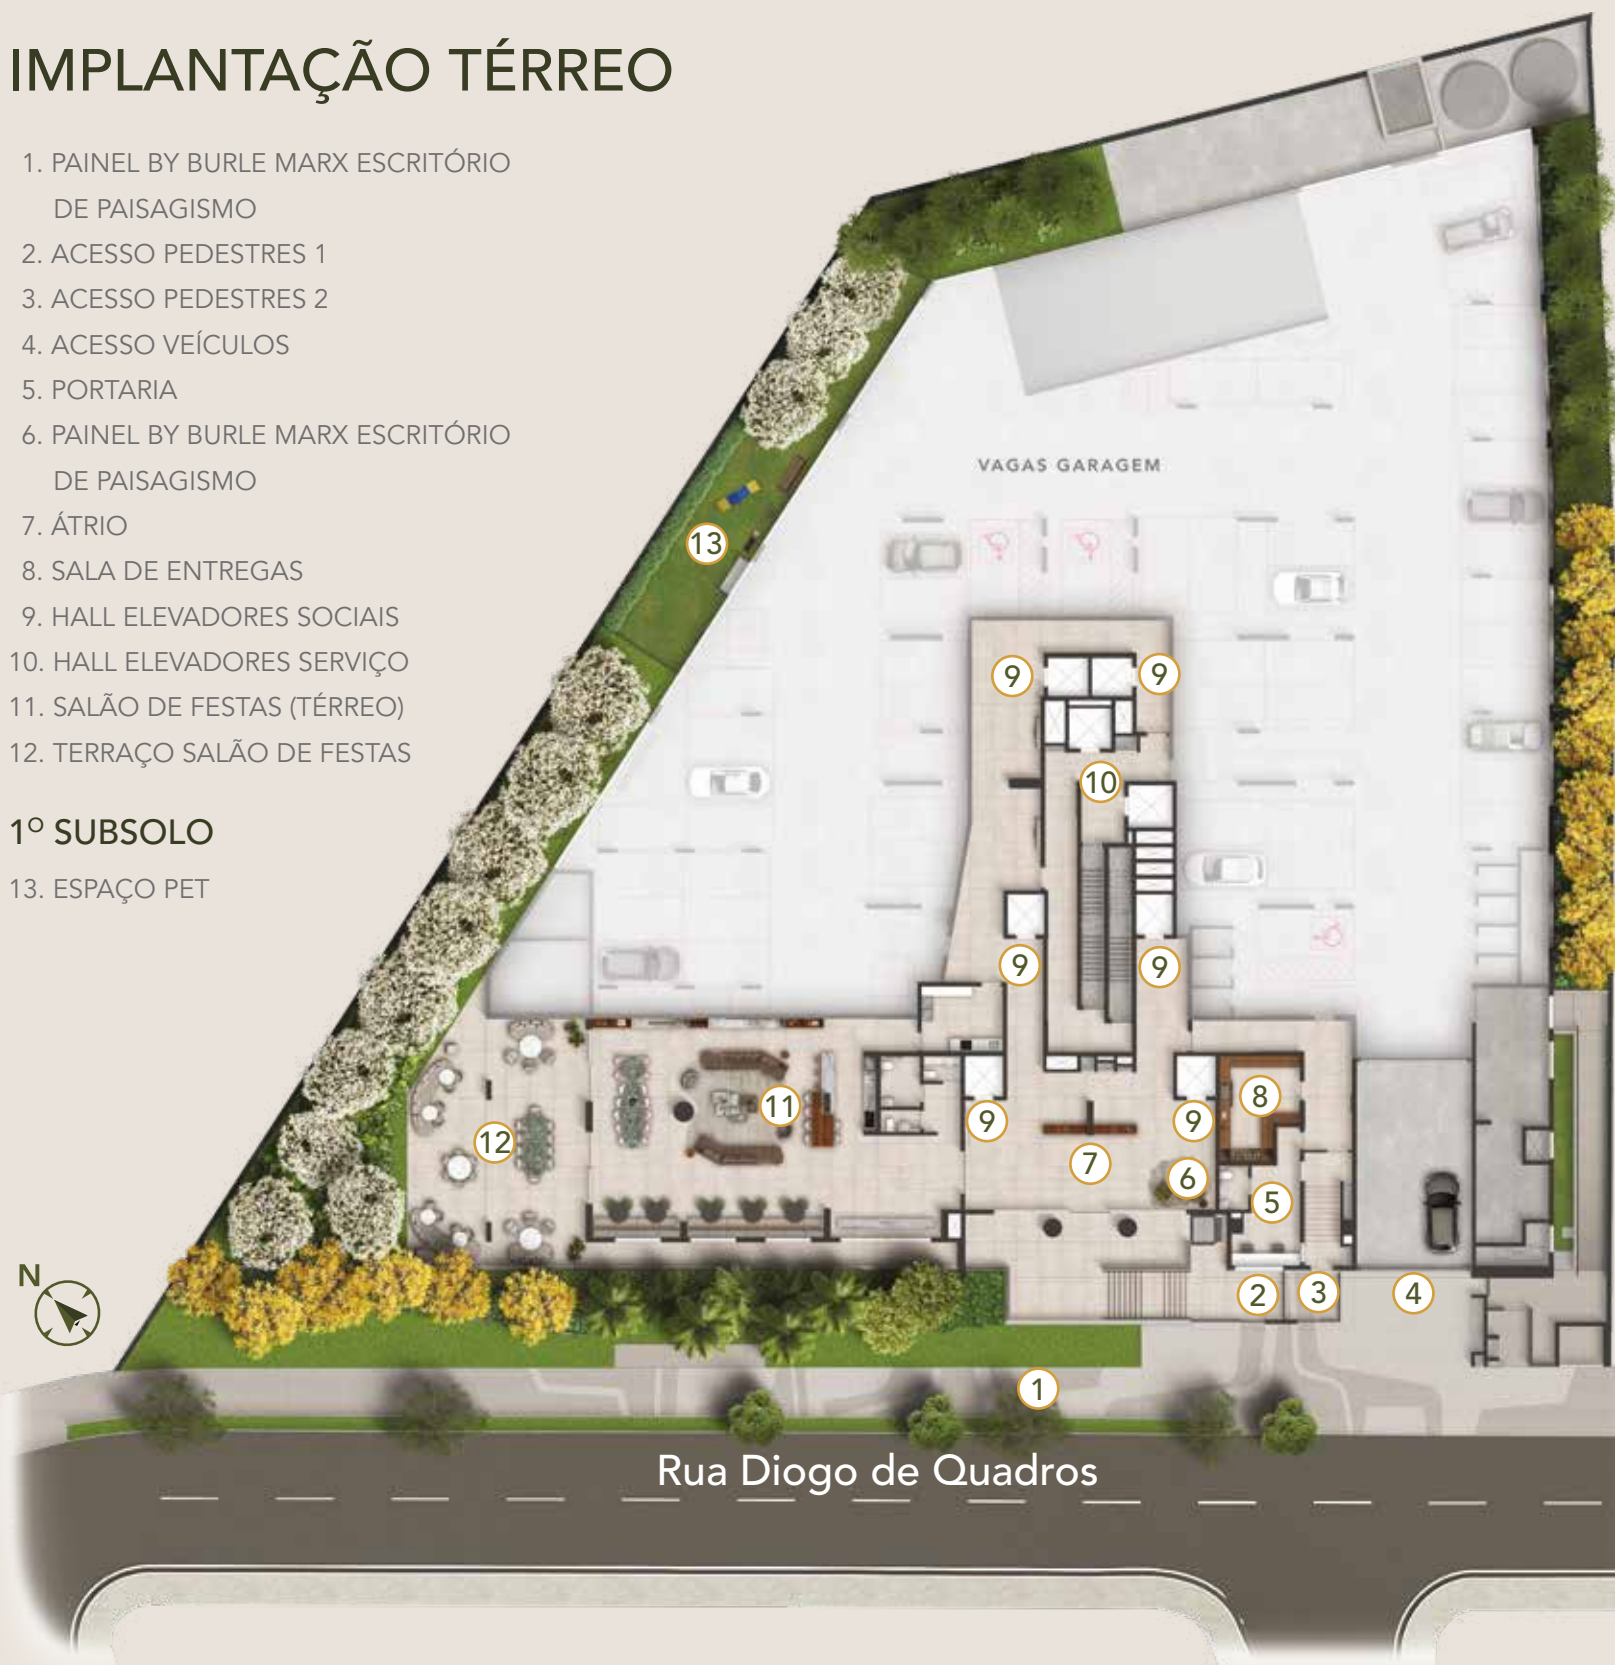 IMPLANTAÇÃO TÉRREO
1. PAINEL BY BURLE MARX ESCRITÓRIO
DE PAISAGISMO
2. ACESSO PEDESTRES 1
3. ACESSO PEDESTRES 2
4. ACESSO VEÍCULOS
5. PORTARIA
6. PAINEL BY BURLE MARX ESCRITÓRIO
DE PAISAGISMO
7. ÁTRIO
8. SALA DE ENTREGAS
9. HALL ELEVADORES SOCIAIS
10. HALL ELEVADORES SERVIÇO
11. SALÃO DE FESTAS (TÉRREO)
12. TERRAÇO SALÃO DE FESTAS
1º SUBSOLO
13. ESPAÇO PET
VAGAS GARAGEM
13
9
9
10
9
9
8
11
9
9
12
7
6
5
N
2
3
4
1
Rua Diogo de Quadros